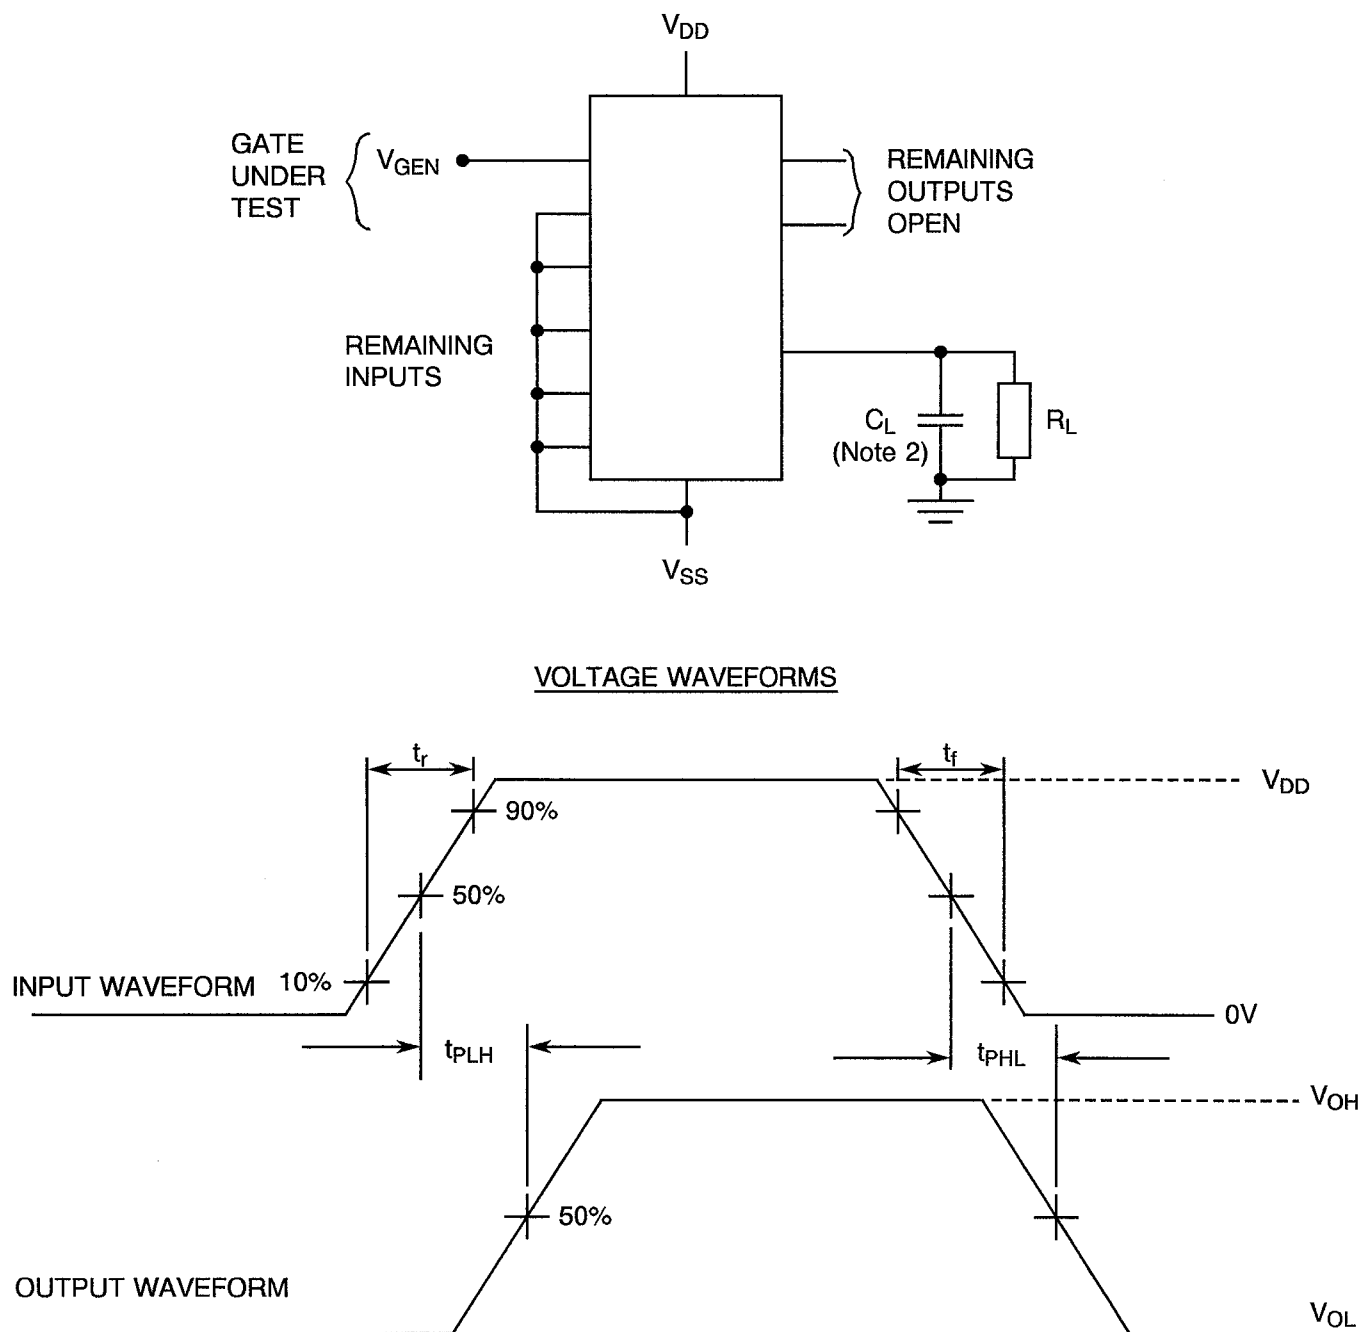 VDD
GATE
UNDER
TEST
VGEN
REMAINING
OUTPUTS
OPEN
REMAINING
INPUTS
CL
(Note 2)
RL
VSS
VOLTAGE WAVEFORMS
tr
tf
VDD
90%
50%
INPUT WAVEFORM 10%
0V
tPLH
tPHL
VOH
50%
OUTPUT WAVEFORM
VOL